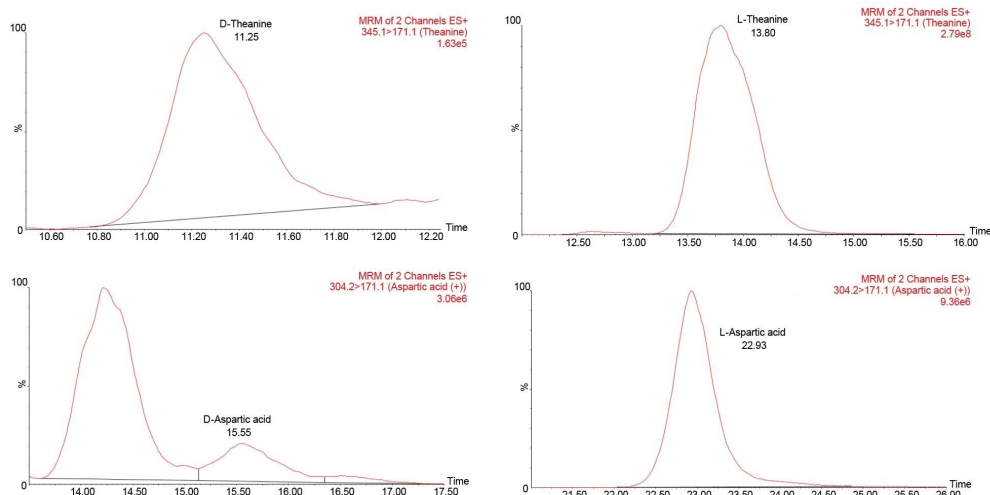 D-Theanine
11.25
MRM of 2 Channels ES+
345.1>171.1 (Theanine)
1.63e5
100
%
0
10.60 10.80 11.00 11.20 11.40 11.60 11.80 12.00 12.20
Time
L-Theanine
13.80
MRM of 2 Channels ES+
345.1>171.1 (Theanine)
2.79e8
100
%
0
12.50 13.00 13.50 14.00 14.50 15.00 15.50 16.00
Time
MRM of 2 Channels ES+
304.2>171.1 (Aspartic acid (+))
3.06e6
100
%
D-Aspartic acid
15.55
0
14.00 14.50 15.00 15.50 16.00 16.50 17.00 17.50
Time
MRM of 2 Channels ES+
304.2>171.1 (Aspartic acid (+))
9.36e6
100
%
L-Aspartic acid
22.93
0
21.50 22.00 22.50 23.00 23.50 24.00 24.50 25.00 25.50 26.00
Time